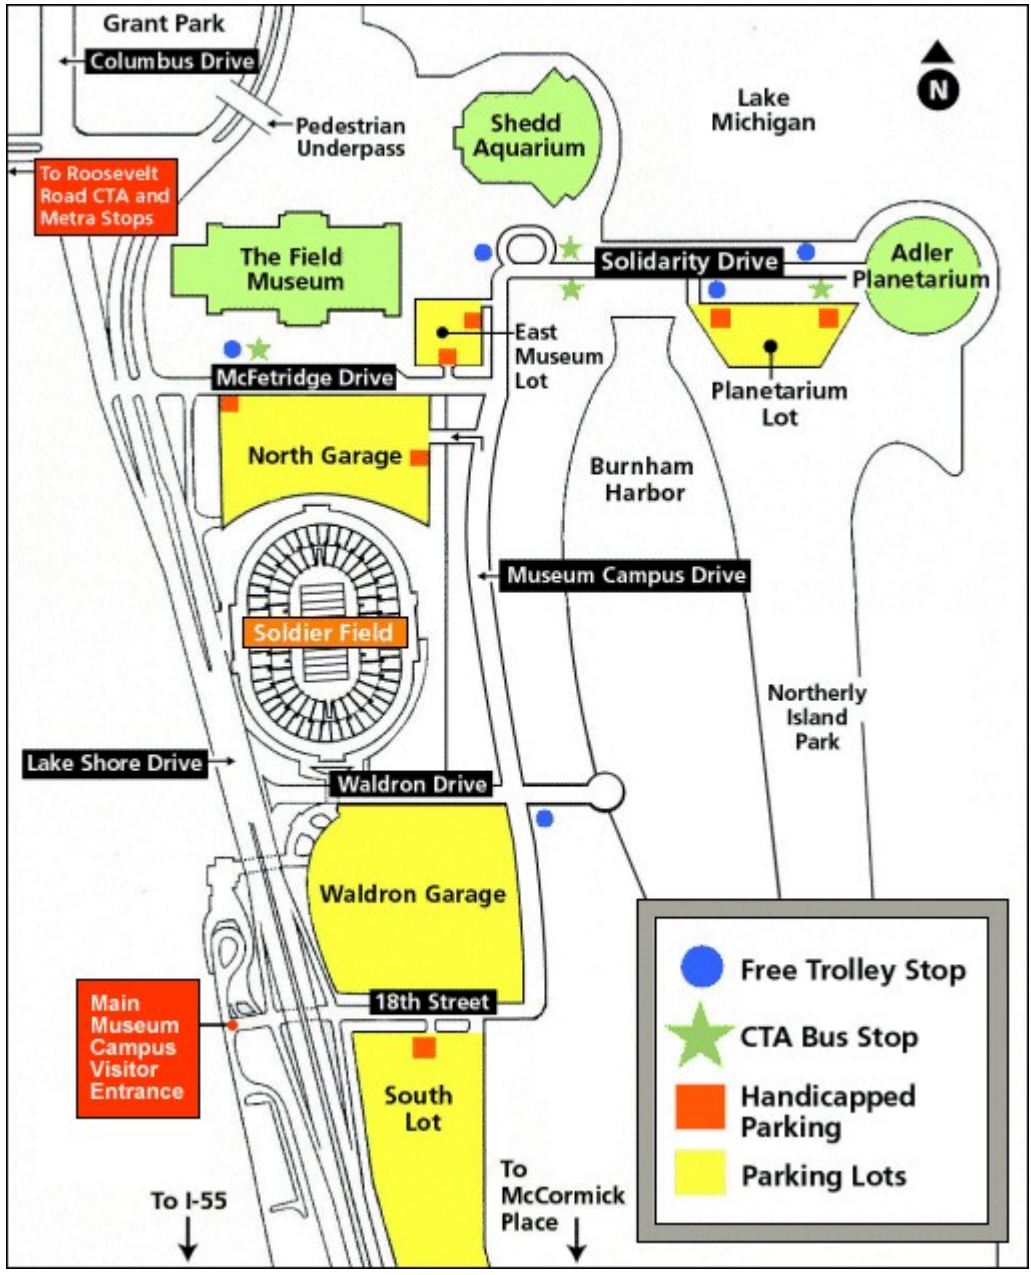 Grant Park
Columbus Drive
Pedestrian
Underpass
To Roosevelt
Road CTA and
Metra Stops
Shedd
Aquarium
Lake
Michigan
N
The Field
Museum
Solidarity Drive
Adler
Planetarium
East
Museum
Lot
McFetridge Drive
Planetarium
Lot
North Garage
Burnham
Harbor
Museum Campus Drive
Soldier Field
Northerly
Island
Park
Lake Shore Drive
Waldron Drive
Waldron Garage
18th Street
Main
Museum
Campus
Visitor
Entrance
South
Lot
To I-55
To
McCormick
Place
Free Trolley Stop
CTA Bus Stop
Handicapped
Parking
Parking Lots